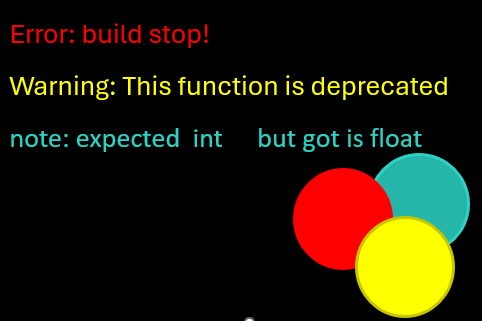 Error: build stop!
Warning: This function is deprecated
note: expected  int     but got is float